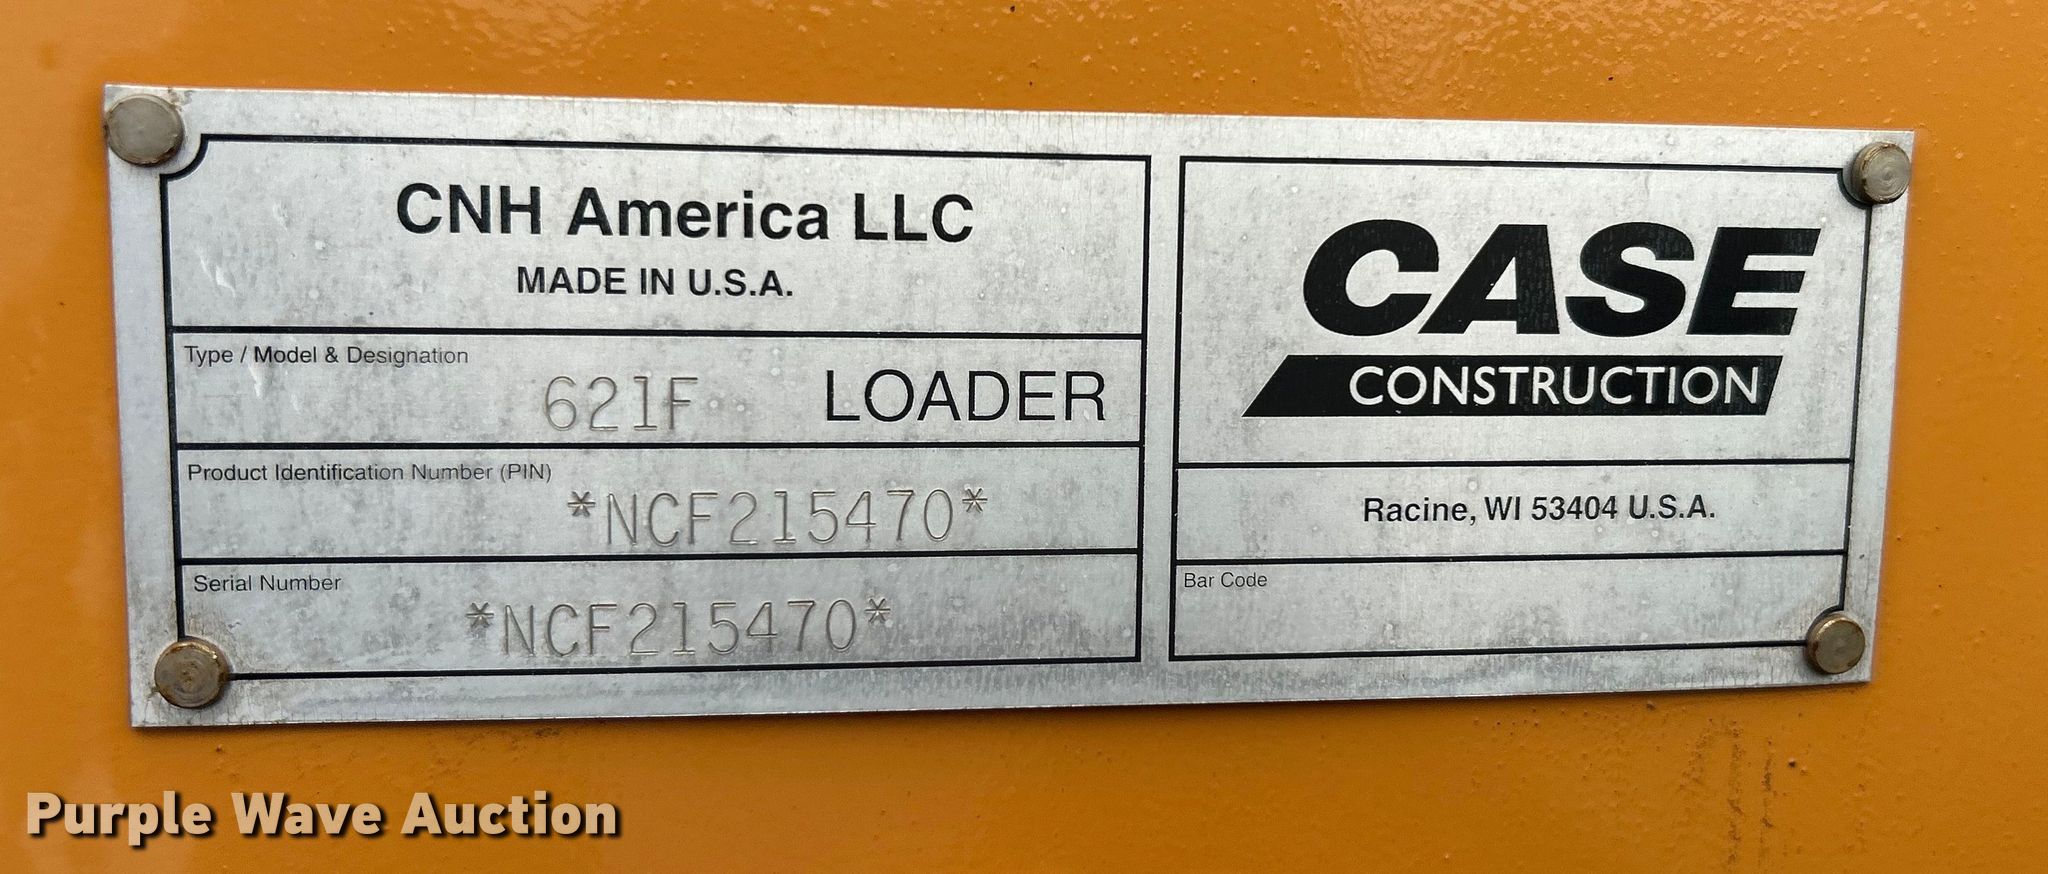 CNH America LLC
MADE IN U.S.A.
Type / Model & Designation
621F LOADER
Product Identification Number (PIN)
*NCF215470*
Serial Number
*NCF215470*
CASE
CONSTRUCTION
Racine, WI 53404 U.S.A.
Bar Code
Purple Wave Auction